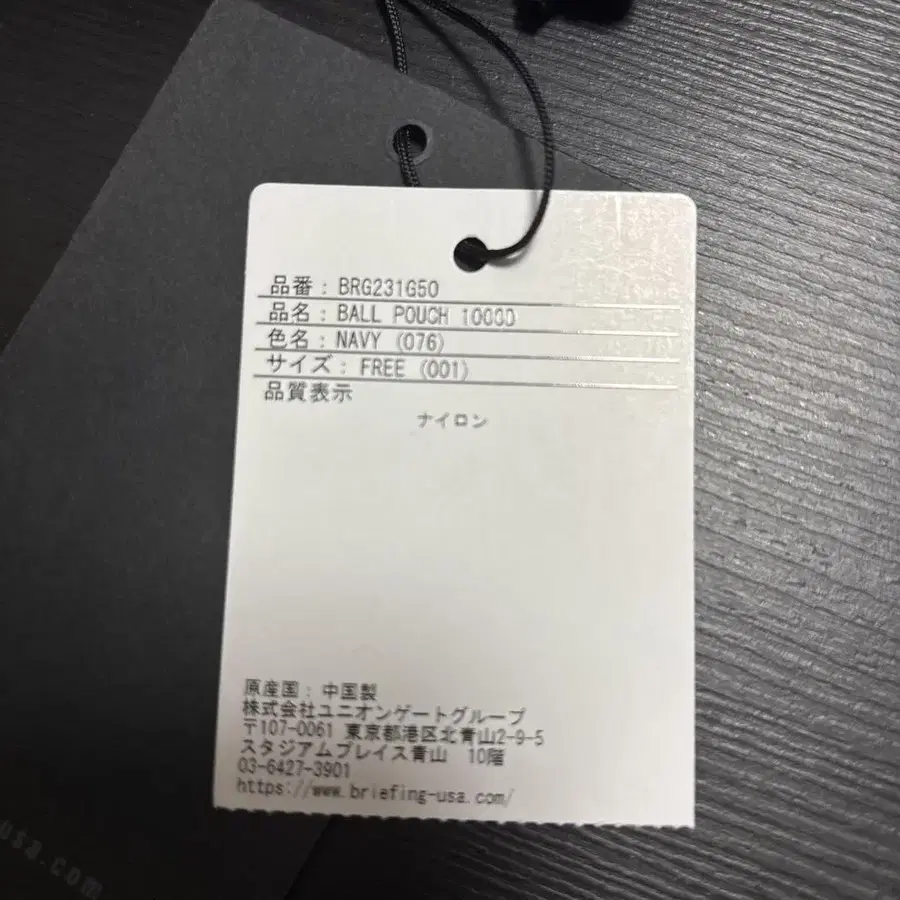 品番: BRG231G50
品名: BALL POUCH 1000D
色名: NAVY (076)
サイズ: FREE (001)
品質表示
ナイロン
原産国: 中国製
株式会社ユニオンゲートグループ
〒107-0061 東京都港区北青山2-9-5
スタジアムプレイス青山 10階
03-6427-3901
https://www.briefing-usa.com/
usa.com